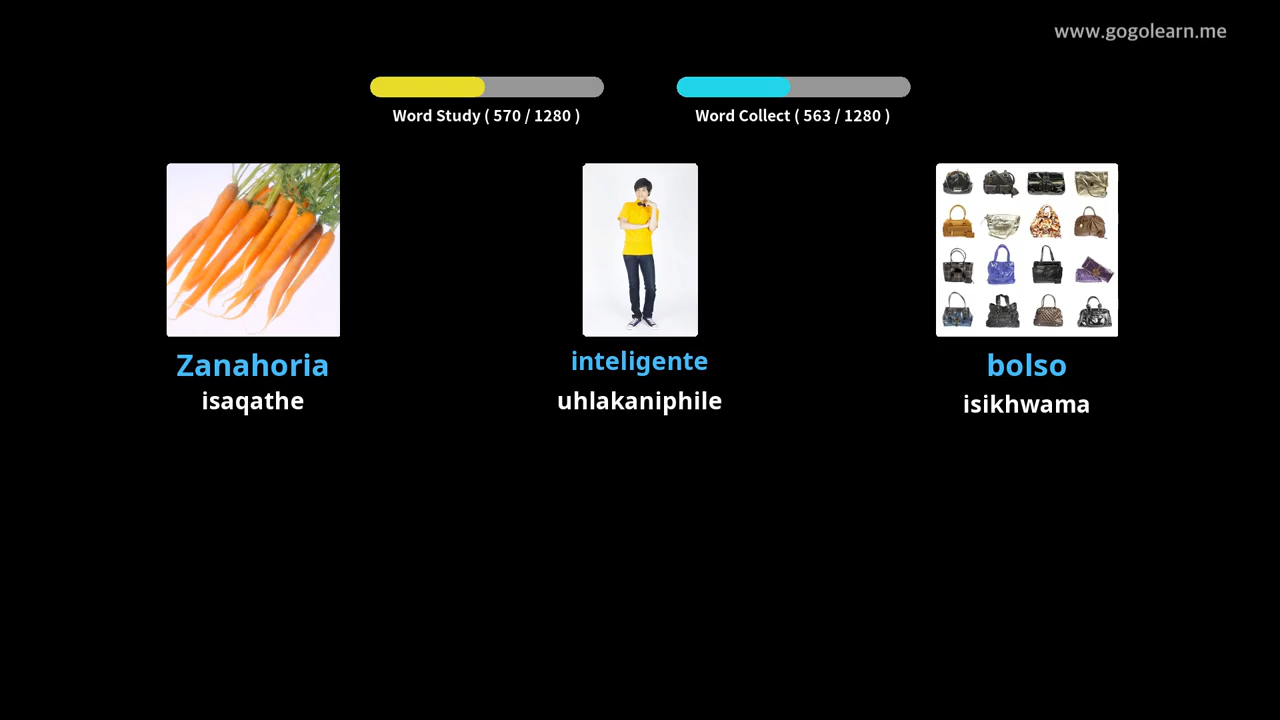 www.gogolearn.me
Word Study ( 570 / 1280 )
Word Collect ( 563 / 1280 )
Zanahoria
isaqathe
inteligente
uhlakaniphile
bolso
isikhwama